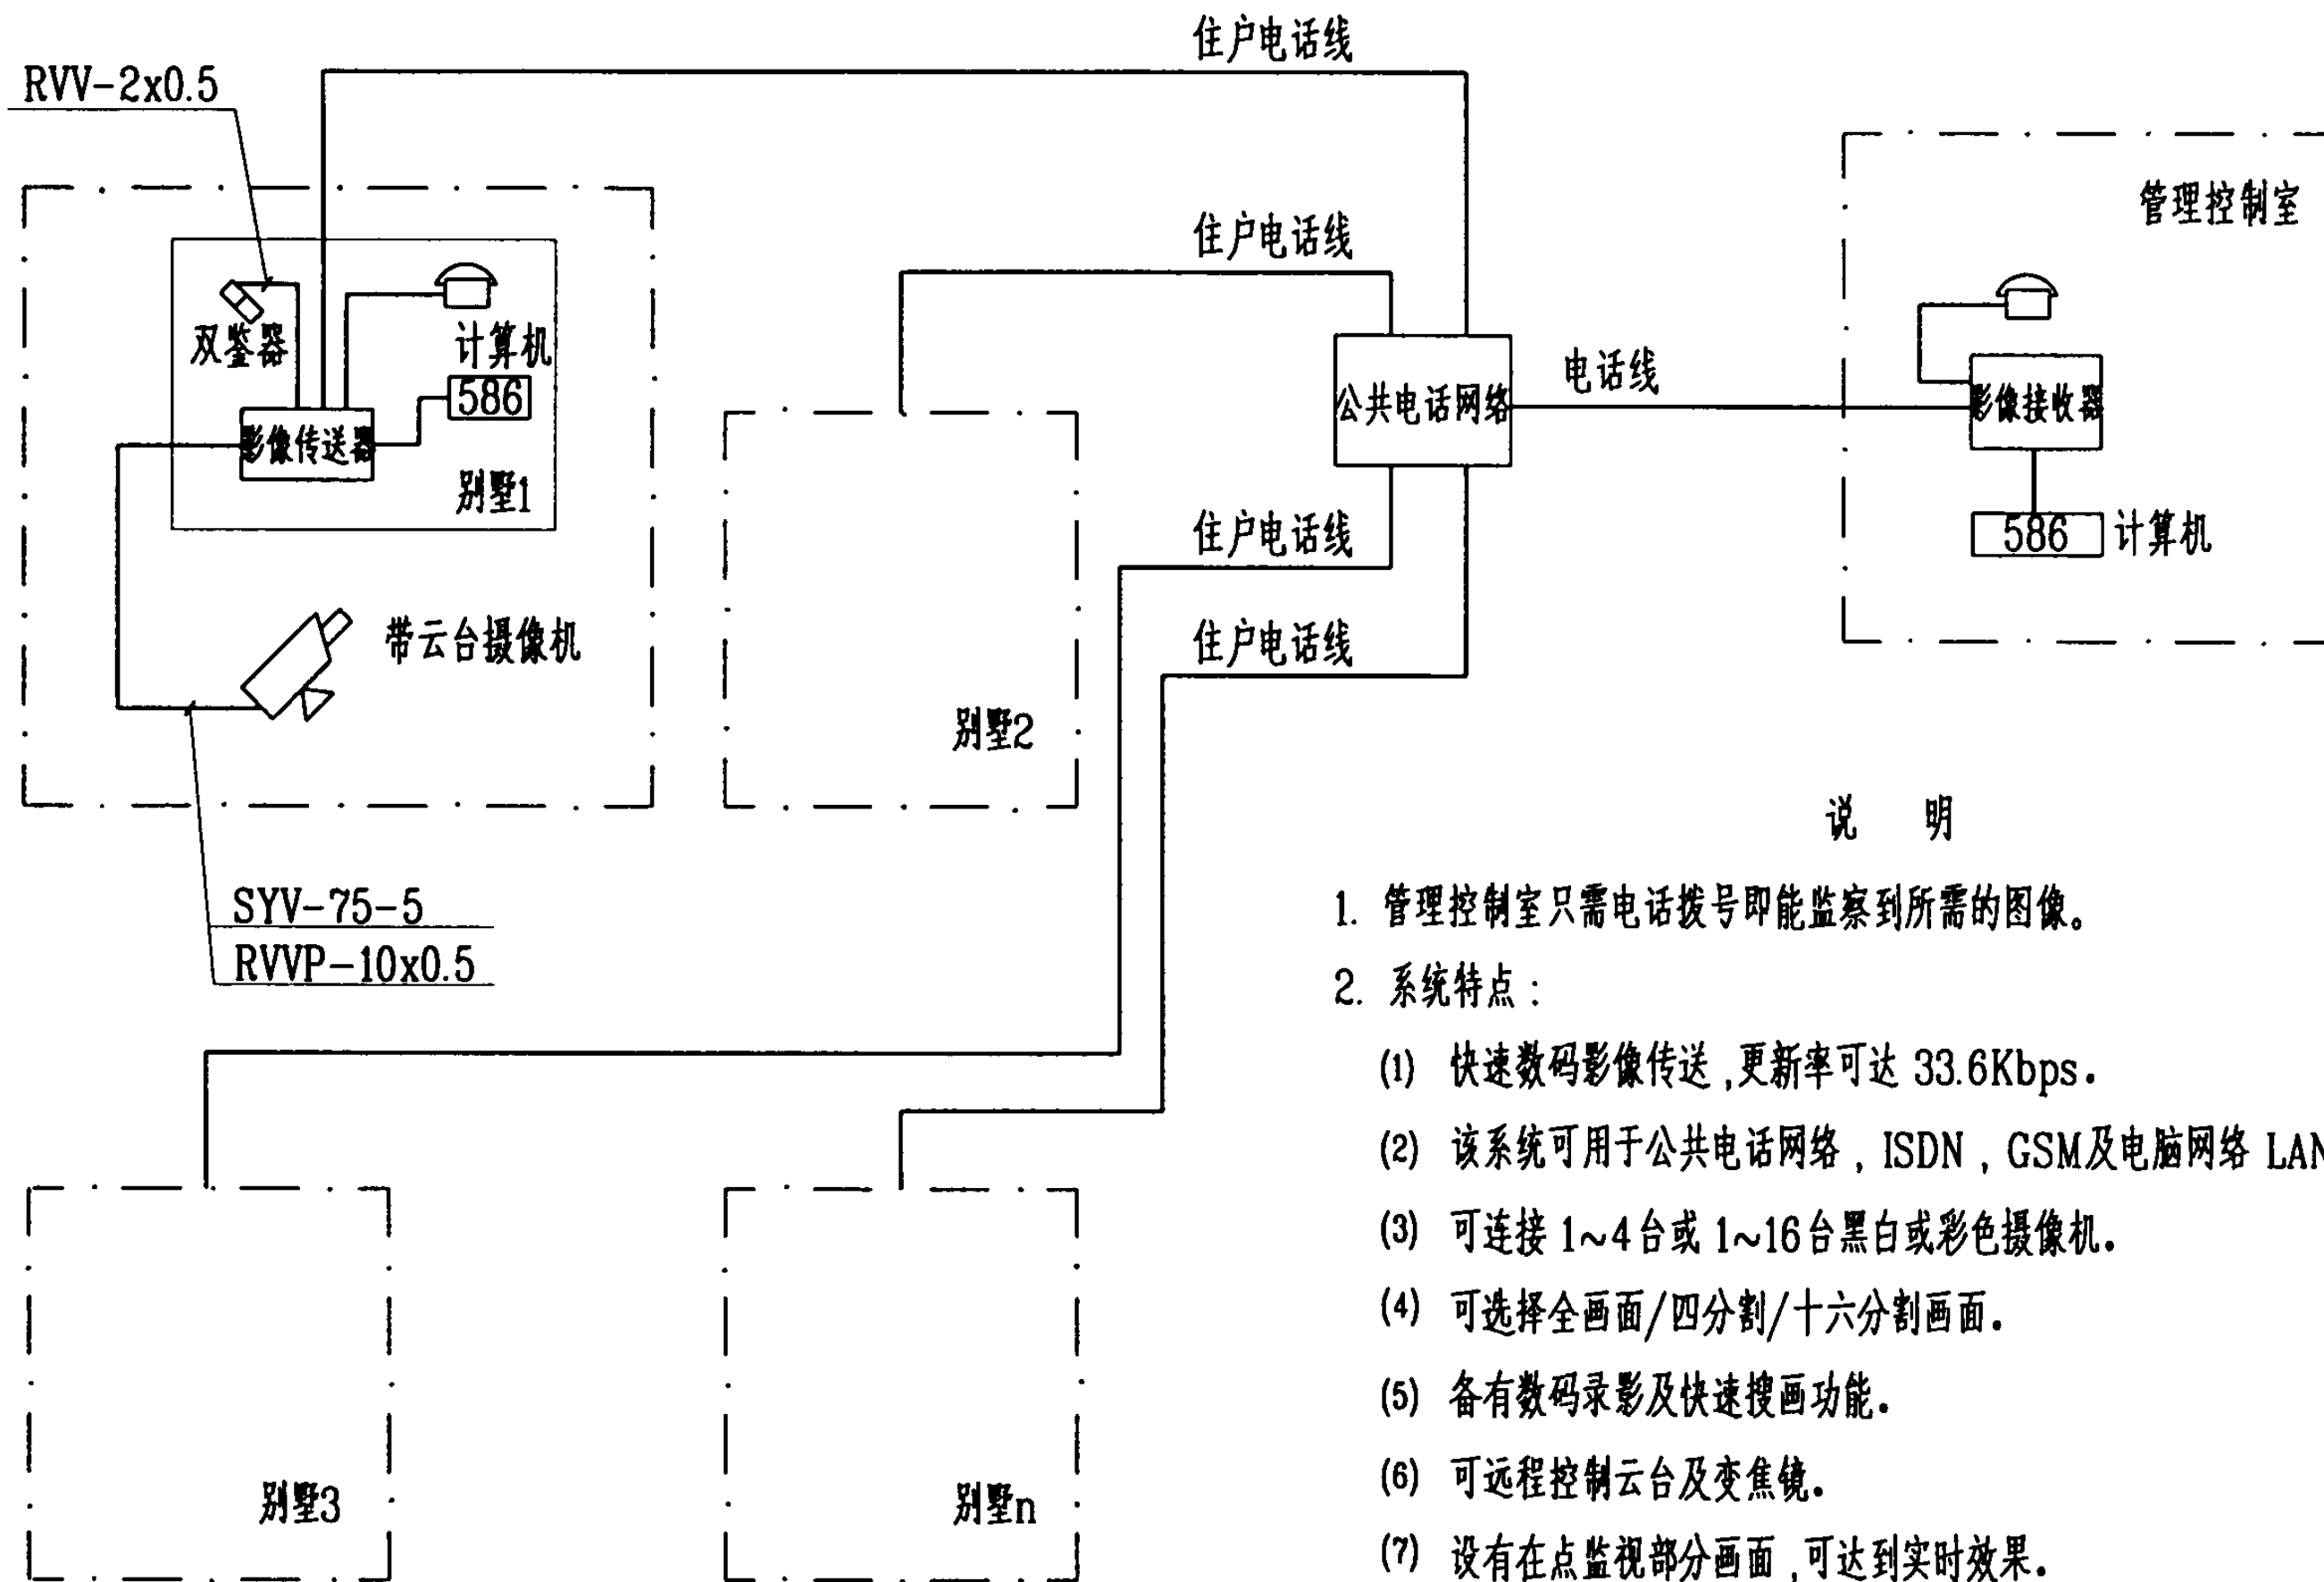 住户电话线
RVV-2x0.5
管理控制室
住户电话线
双鉴器
计算机
586
电话线
公共电话网络
影像接收器
影像传送器
别墅1
住户电话线
586
计算机
带云台摄像机
住户电话线
别墅2
说 明
SYV-75-5
RVVP-10x0.5
1. 管理控制室只需电话拨号即能监察到所需的图像。
2. 系统特点：
(1) 快速数码影像传送,更新率可达 33.6Kbps.
(2) 该系统可用于公共电话网络, ISDN, GSM及电脑网络 LAN
(3) 可连接 1~4台或 1~16台黑白或彩色摄像机。
(4) 可选择全画面/四分割/十六分割画面。
(5) 备有数码录影及快速搜画功能。
(6) 可远程控制云台及变焦镜。
(7) 设有在点监视部分画面,可达到实时效果。
别墅3
别墅n